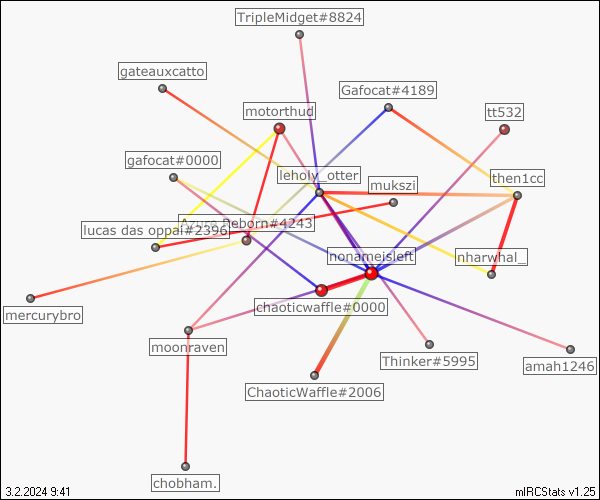 TripleMidget#8824
gateauxcatto
Gafocat#4189
motorthud
tt532
gafocat#0000
leholy_otter
then1cc
mukszi
Azure Reborn#4243
lucas das oppai#2396
nonameisleft
nharwhal_
chaoticwaffle#0000
mercurybro
moonraven
Thinker#5995
amah1246
ChaoticWaffle#2006
chobham.
3.2.2024 9:41
mIRCStats v1.25